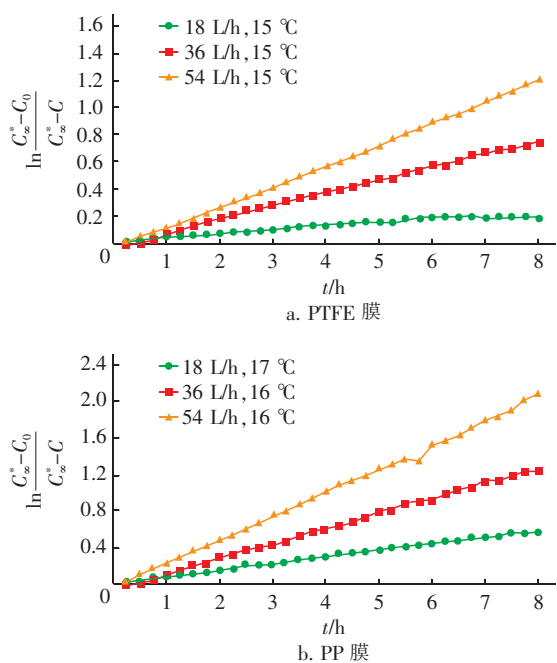 1.6
1.4
1.2
1.0
0.8
0.6
0.4
0.2
0
ln (C*∞−C0)/(C*∞−C)
18 L/h,15 ℃
36 L/h,15 ℃
54 L/h,15 ℃
1 2 3 4 5 6 7 8
t/h
a. PTFE 膜
2.4
2.0
1.6
1.2
0.8
0.4
0
ln (C*∞−C0)/(C*∞−C)
18 L/h,17 ℃
36 L/h,16 ℃
54 L/h,16 ℃
1 2 3 4 5 6 7 8
t/h
b. PP 膜